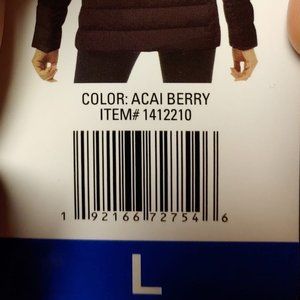 COLOR: ACAI BERRY
ITEM# 1412210
1 92166 72754 6
L